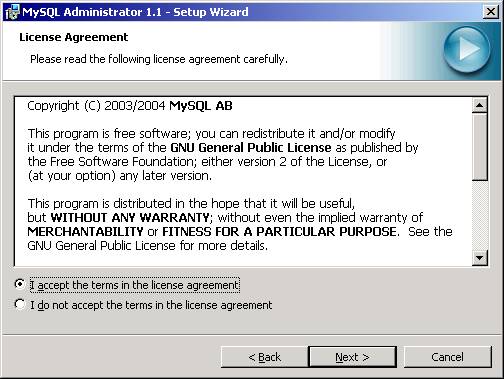 MySQL Administrator 1.1 - Setup Wizard
License Agreement
Please read the following license agreement carefully.
Copyright (C) 2003/2004 MySQL AB
This program is free software; you can redistribute it and/or modify
it under the terms of the GNU General Public License as published by
the Free Software Foundation; either version 2 of the License, or
(at your option) any later version.
This program is distributed in the hope that it will be useful,
but WITHOUT ANY WARRANTY; without even the implied warranty of
MERCHANTABILITY or FITNESS FOR A PARTICULAR PURPOSE. See the
GNU General Public License for more details.
I accept the terms in the license agreement
I do not accept the terms in the license agreement
< Back Next > Cancel